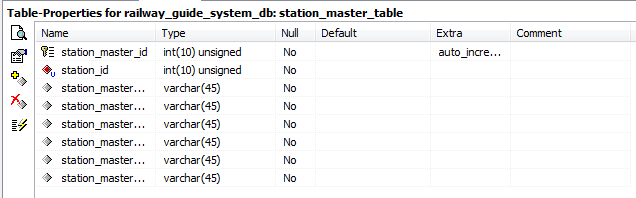 Table-Properties for railway_guide_system_db: station_master_table
Name Type Null Default Extra Comment
station_master_id int(10) unsigned No auto_incre...
station_id int(10) unsigned No
station_master... varchar(45) No
station_master... varchar(45) No
station_master... varchar(45) No
station_master... varchar(45) No
station_master... varchar(45) No
station_master... varchar(45) No